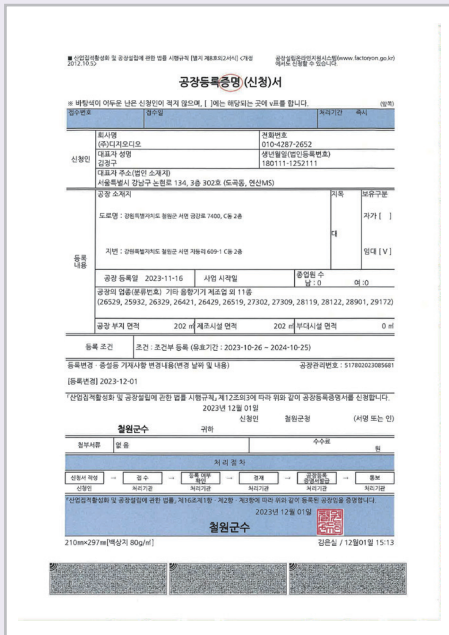 ■ 산업집적활성화 및 공장설립에 관한 법률 시행규칙 [별지 제8호의2서식] <개정 2012.10.5>
공장설립온라인지원시스템(www.factoryon.go.kr)에서도 신청할 수 있습니다.
공장등록증명 (신청)서
※ 바탕색이 어두운 난은 신청인이 적지 않으며, [ ]에는 해당되는 곳에 v표를 합니다. (앞쪽)
접수번호 접수일 처리기간 즉시
신청인
회사명
(주)디지오디오
전화번호
010-4287-2652
대표자 성명
김정구
생년월일(법인등록번호)
180111-1252111
대표자 주소(법인 소재지)
서울특별시 강남구 논현로 134, 3층 302호 (도곡동, 연산MS)
등록 내용
공장 소재지 지목 보유구분
도로명 : 강원특별자치도 철원군 서면 금강로 7400, C동 2층
자가 [ ]
대
지번 : 강원특별자치도 철원군 서면 자등리 609-1 C동 2층
임대 [ V ]
공장 등록일 2023-11-16 사업 시작일 종업원 수
남 : 0 여 :0
공장의 업종(분류번호) 기타 음향기기 제조업 외 11종
(26529, 25932, 26329, 26421, 26429, 26519, 27302, 27309, 28119, 28122, 28901, 29172)
공장 부지 면적 202 ㎡ 제조시설 면적 202 ㎡ 부대시설 면적 0 ㎡
등록 조건 조건 : 조건부 등록 (유효기간 : 2023-10-26 ~ 2024-10-25)
등록변경ㆍ증설등 기재사항 변경내용(변경 날짜 및 내용) 공장관리번호 : 517802023085681
[등록변경] 2023-12-01
「산업집적활성화 및 공장설립에 관한 법률 시행규칙」 제12조의3에 따라 위와 같이 공장등록증명서를 신청합니다.
2023년 12월 01일
신청인 철원군청 (서명 또는 인)
철원군수 귀하
첨부서류 없 음 수수료
원
처 리 절 차
신청서 작성 → 접 수 → 등록 여부 확인 → 결재 → 공장등록 증명서발급 → 통보
신청인 처리기관 처리기관 처리기관 처리기관 처리기관
「산업집적활성화 및 공장설립에 관한 법률」 제16조제1항ㆍ제2항ㆍ제3항에 따라 위와 같이 등록된 공장임을 증명합니다.
2023년 12월 01일
철원군수
210㎜×297㎜[백상지 80g/㎡]
김은실 / 12월01일 15:13